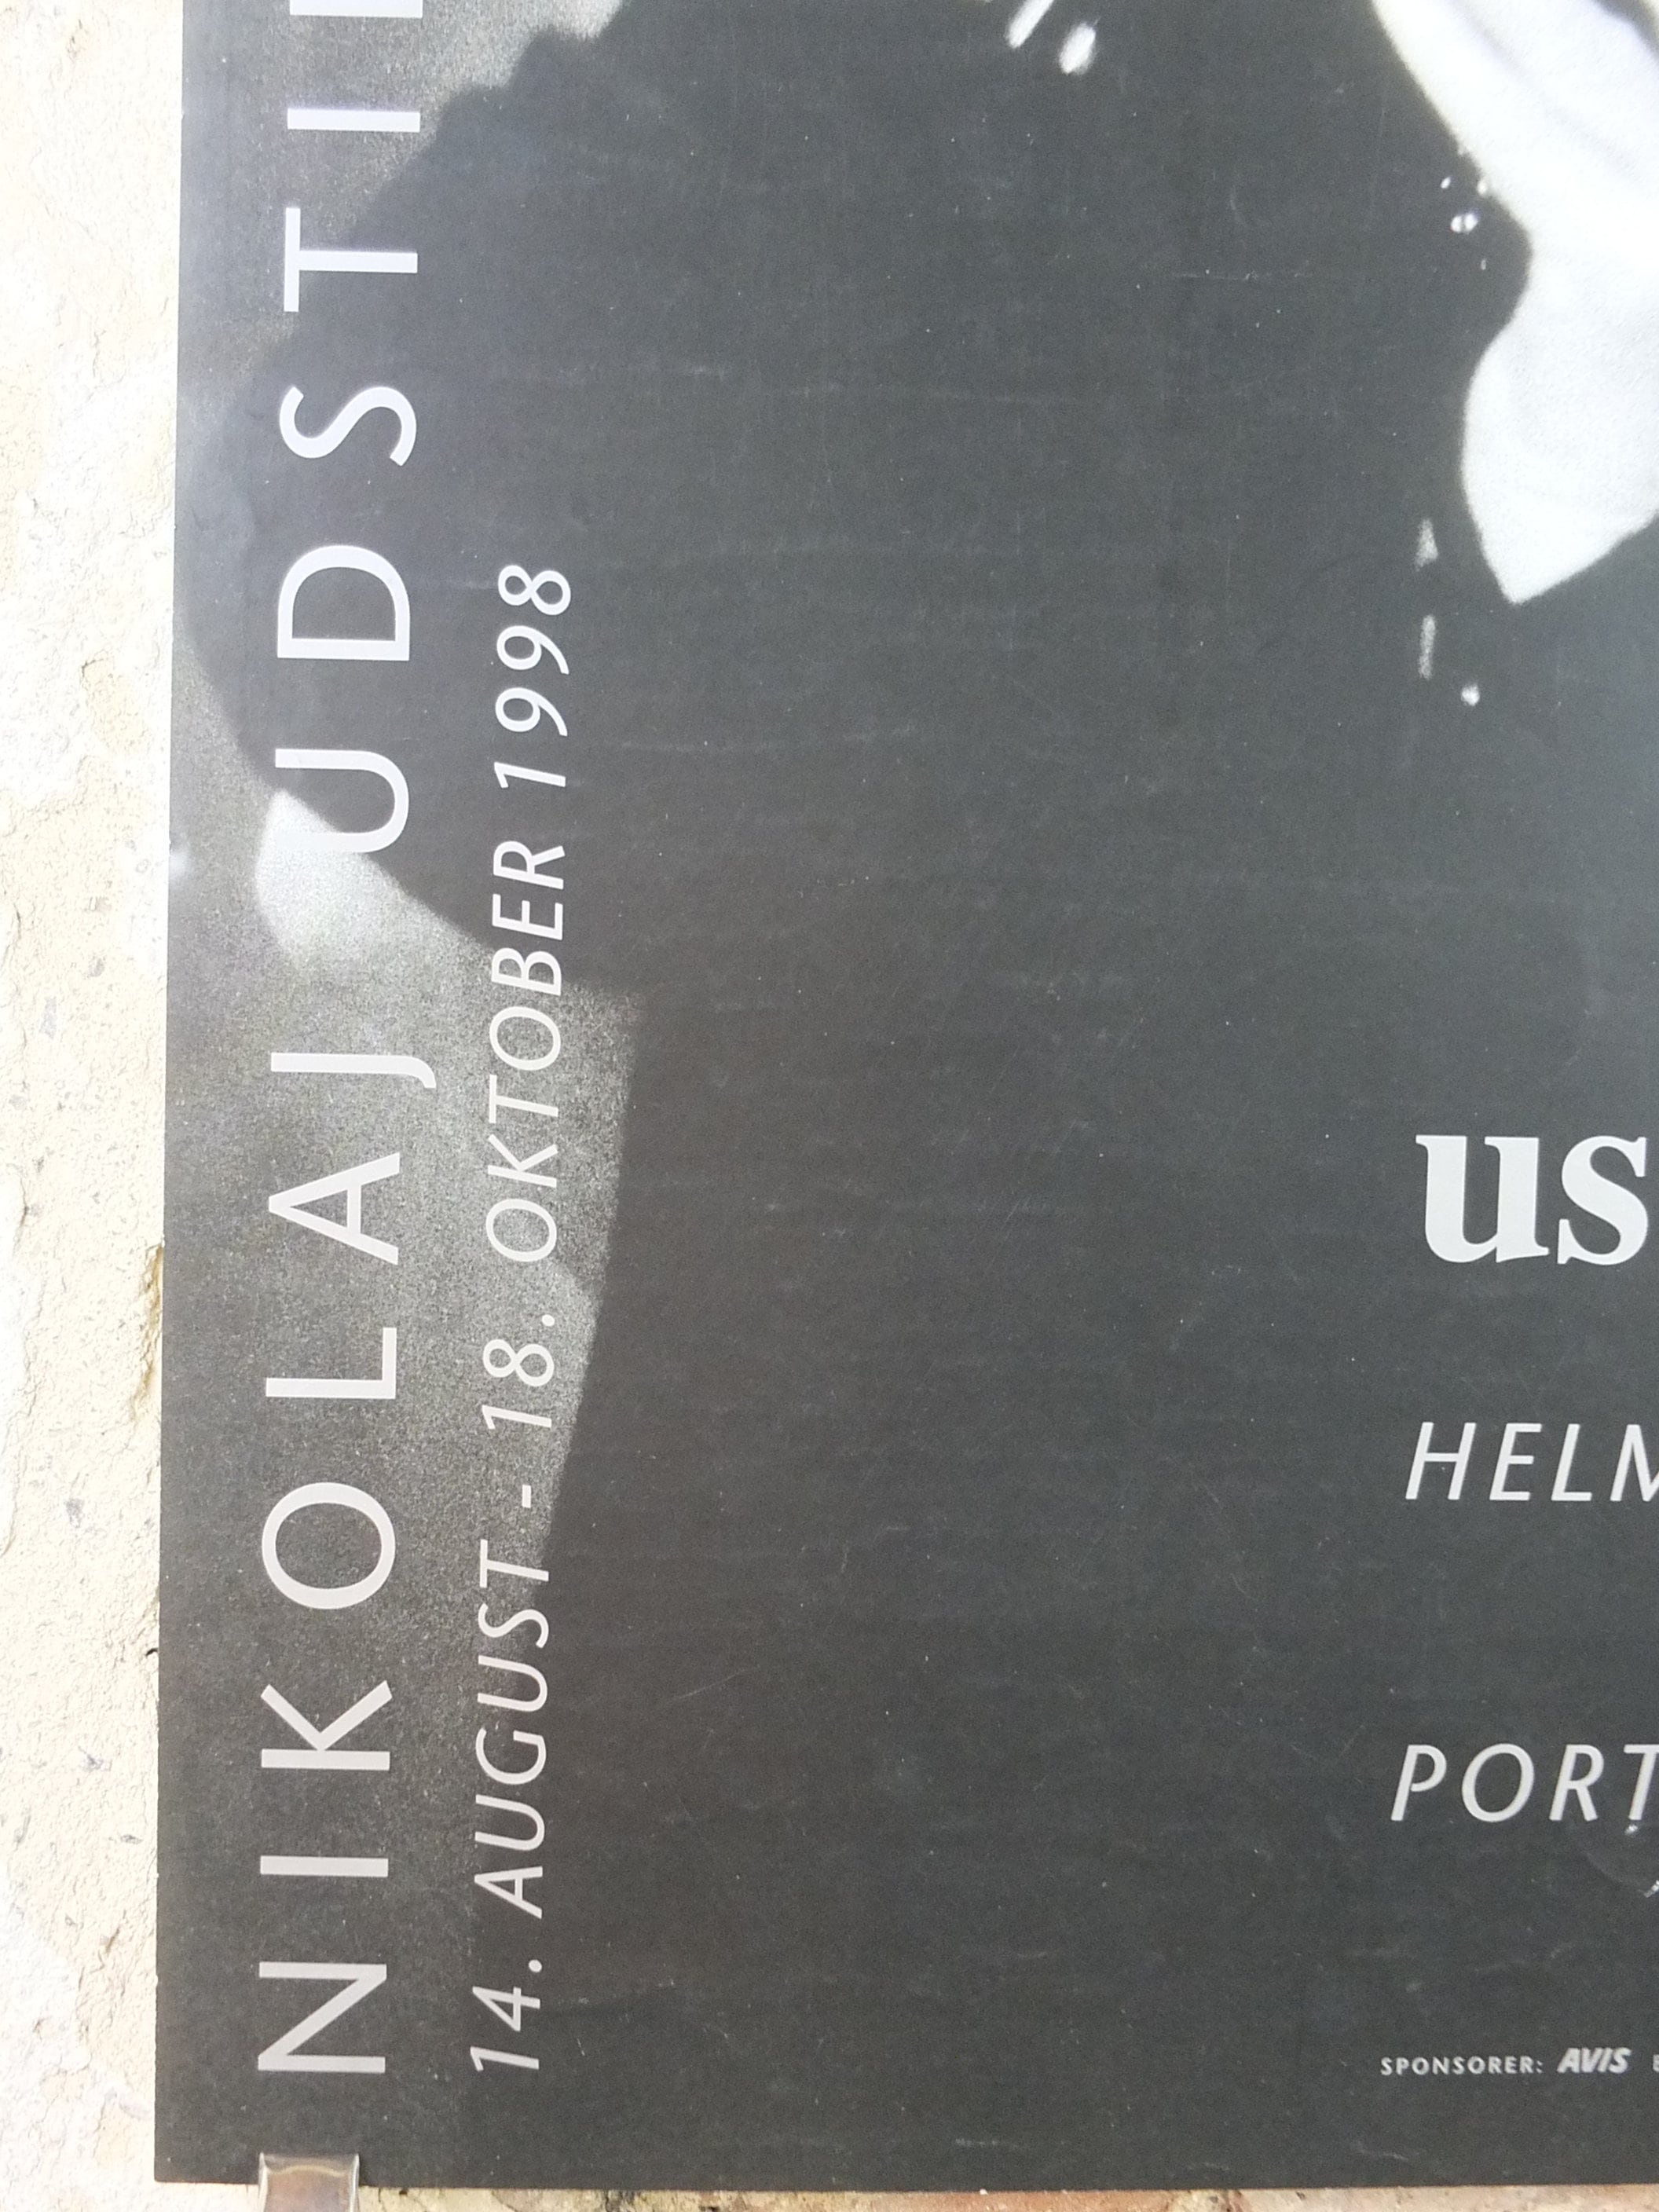 NIKOLAJ UDSTI
14. AUGUST - 18. OKTOBER 1998
us
HELM
PORT
SPONSORER: AVIS